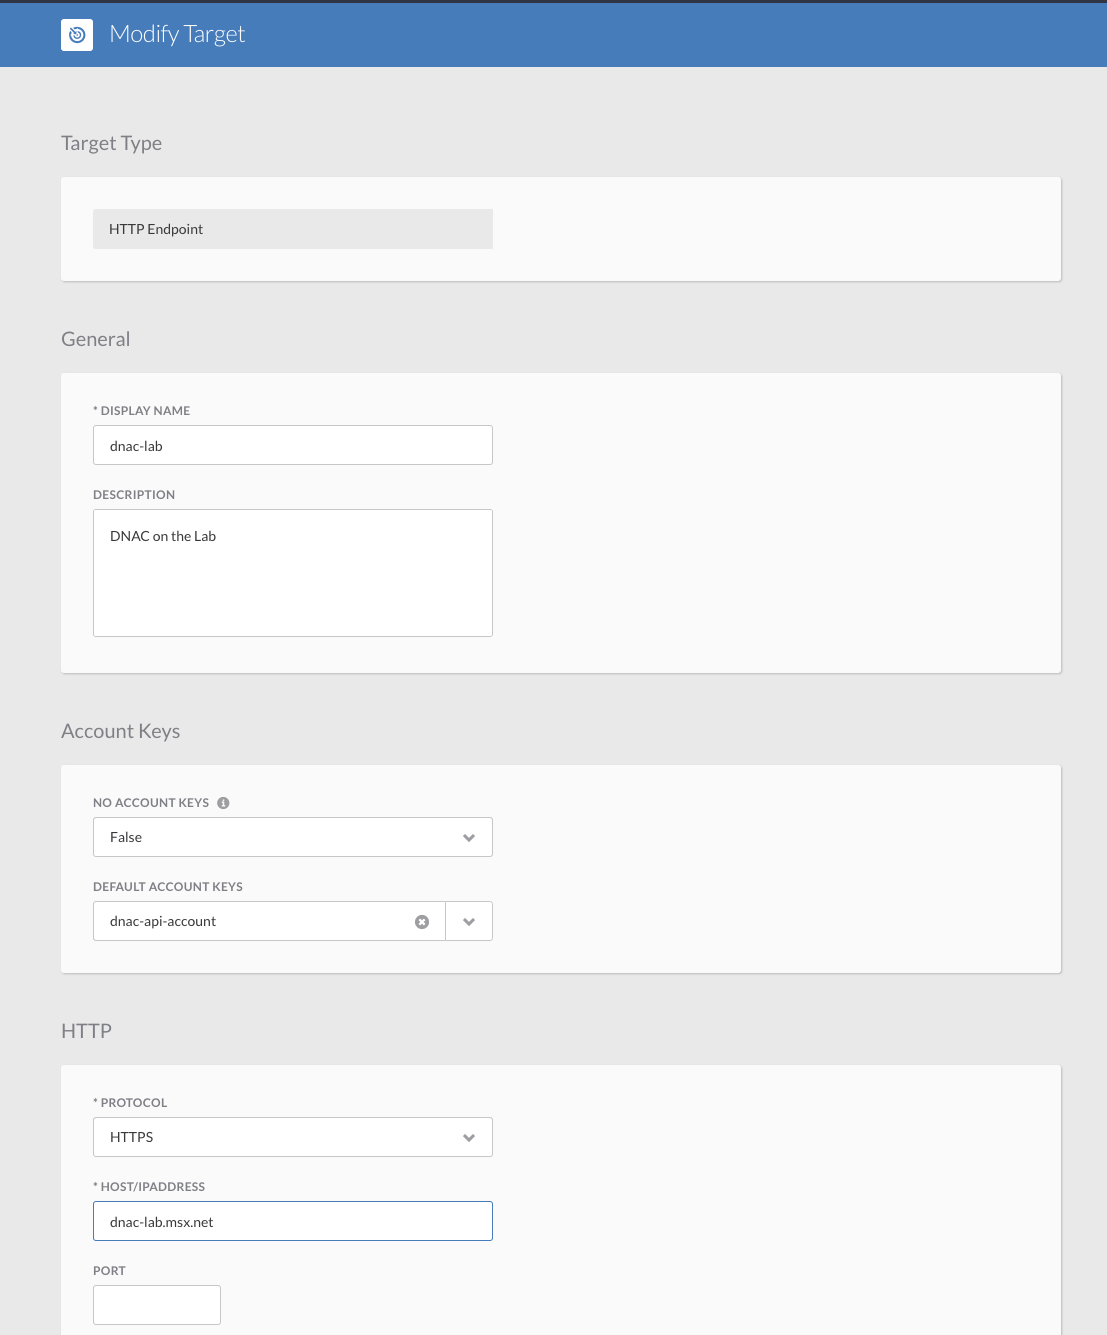 Modify Target
Target Type
HTTP Endpoint
General
* DISPLAY NAME
dnac-lab
DESCRIPTION
DNAC on the Lab
Account Keys
NO ACCOUNT KEYS
False
DEFAULT ACCOUNT KEYS
dnac-api-account
HTTP
* PROTOCOL
HTTPS
* HOST/IPADDRESS
dnac-lab.msx.net
PORT